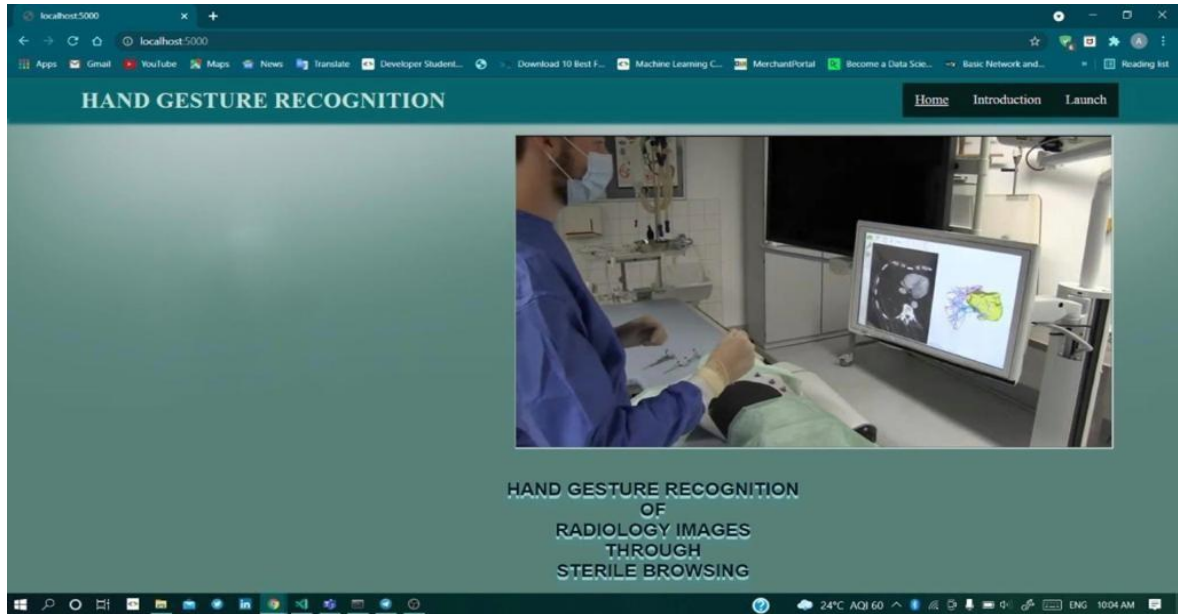 localhost:5000
localhost:5000
Apps Gmail YouTube Maps News Translate Developer Student... Download 10 Best F... Machine Learning C... MerchantPortal Become a Data Scie... Basic Network and... » Reading list
HAND GESTURE RECOGNITION Home Introduction Launch
HAND GESTURE RECOGNITION
OF
RADIOLOGY IMAGES
THROUGH
STERILE BROWSING
24°C AQI 60 ENG 10:04 AM